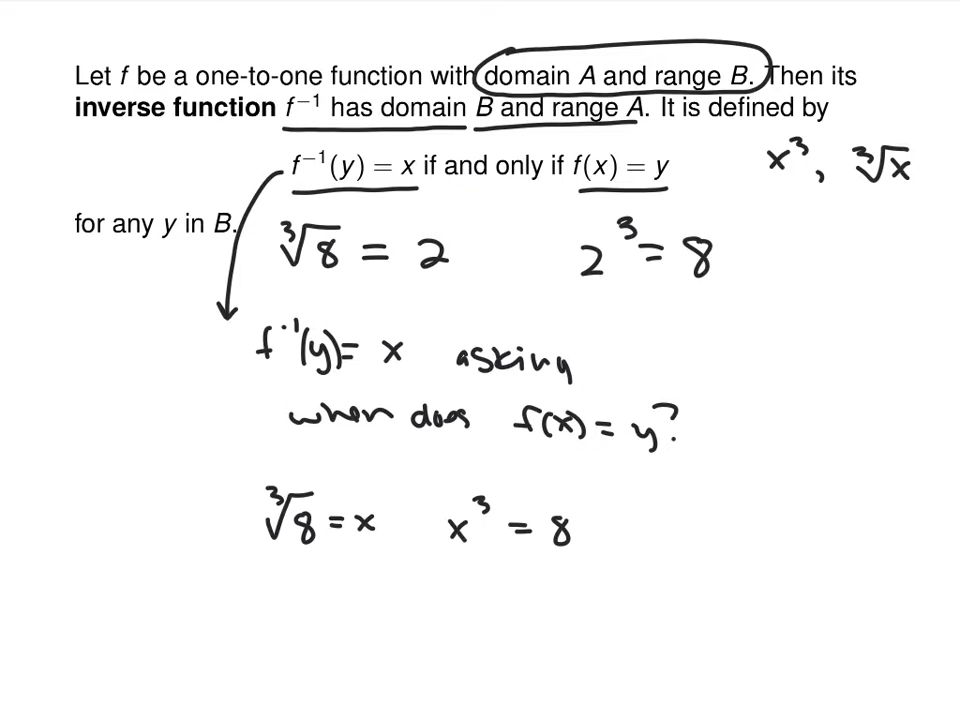 Let f be a one-to-one function with domain A and range B. Then its
inverse function f⁻¹ has domain B and range A. It is defined by
f⁻¹(y) = x if and only if f(x) = y
x³, ∛x
for any y in B.
∛8 = 2 2³ = 8
f⁻¹(y) = x asking
when does f(x) = y?
∛8 = x x³ = 8